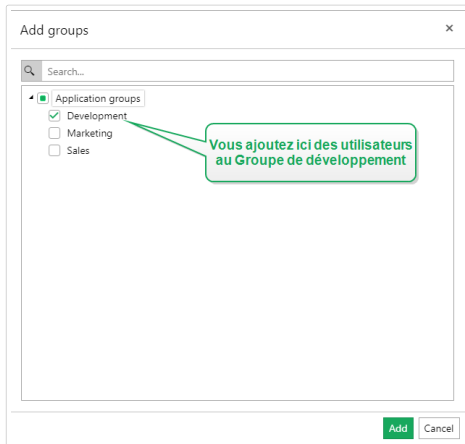 Add groups
×
Search...
Application groups
Development
Marketing
Sales
Vous ajoutez ici des utilisateurs
au Groupe de développement
Add
Cancel